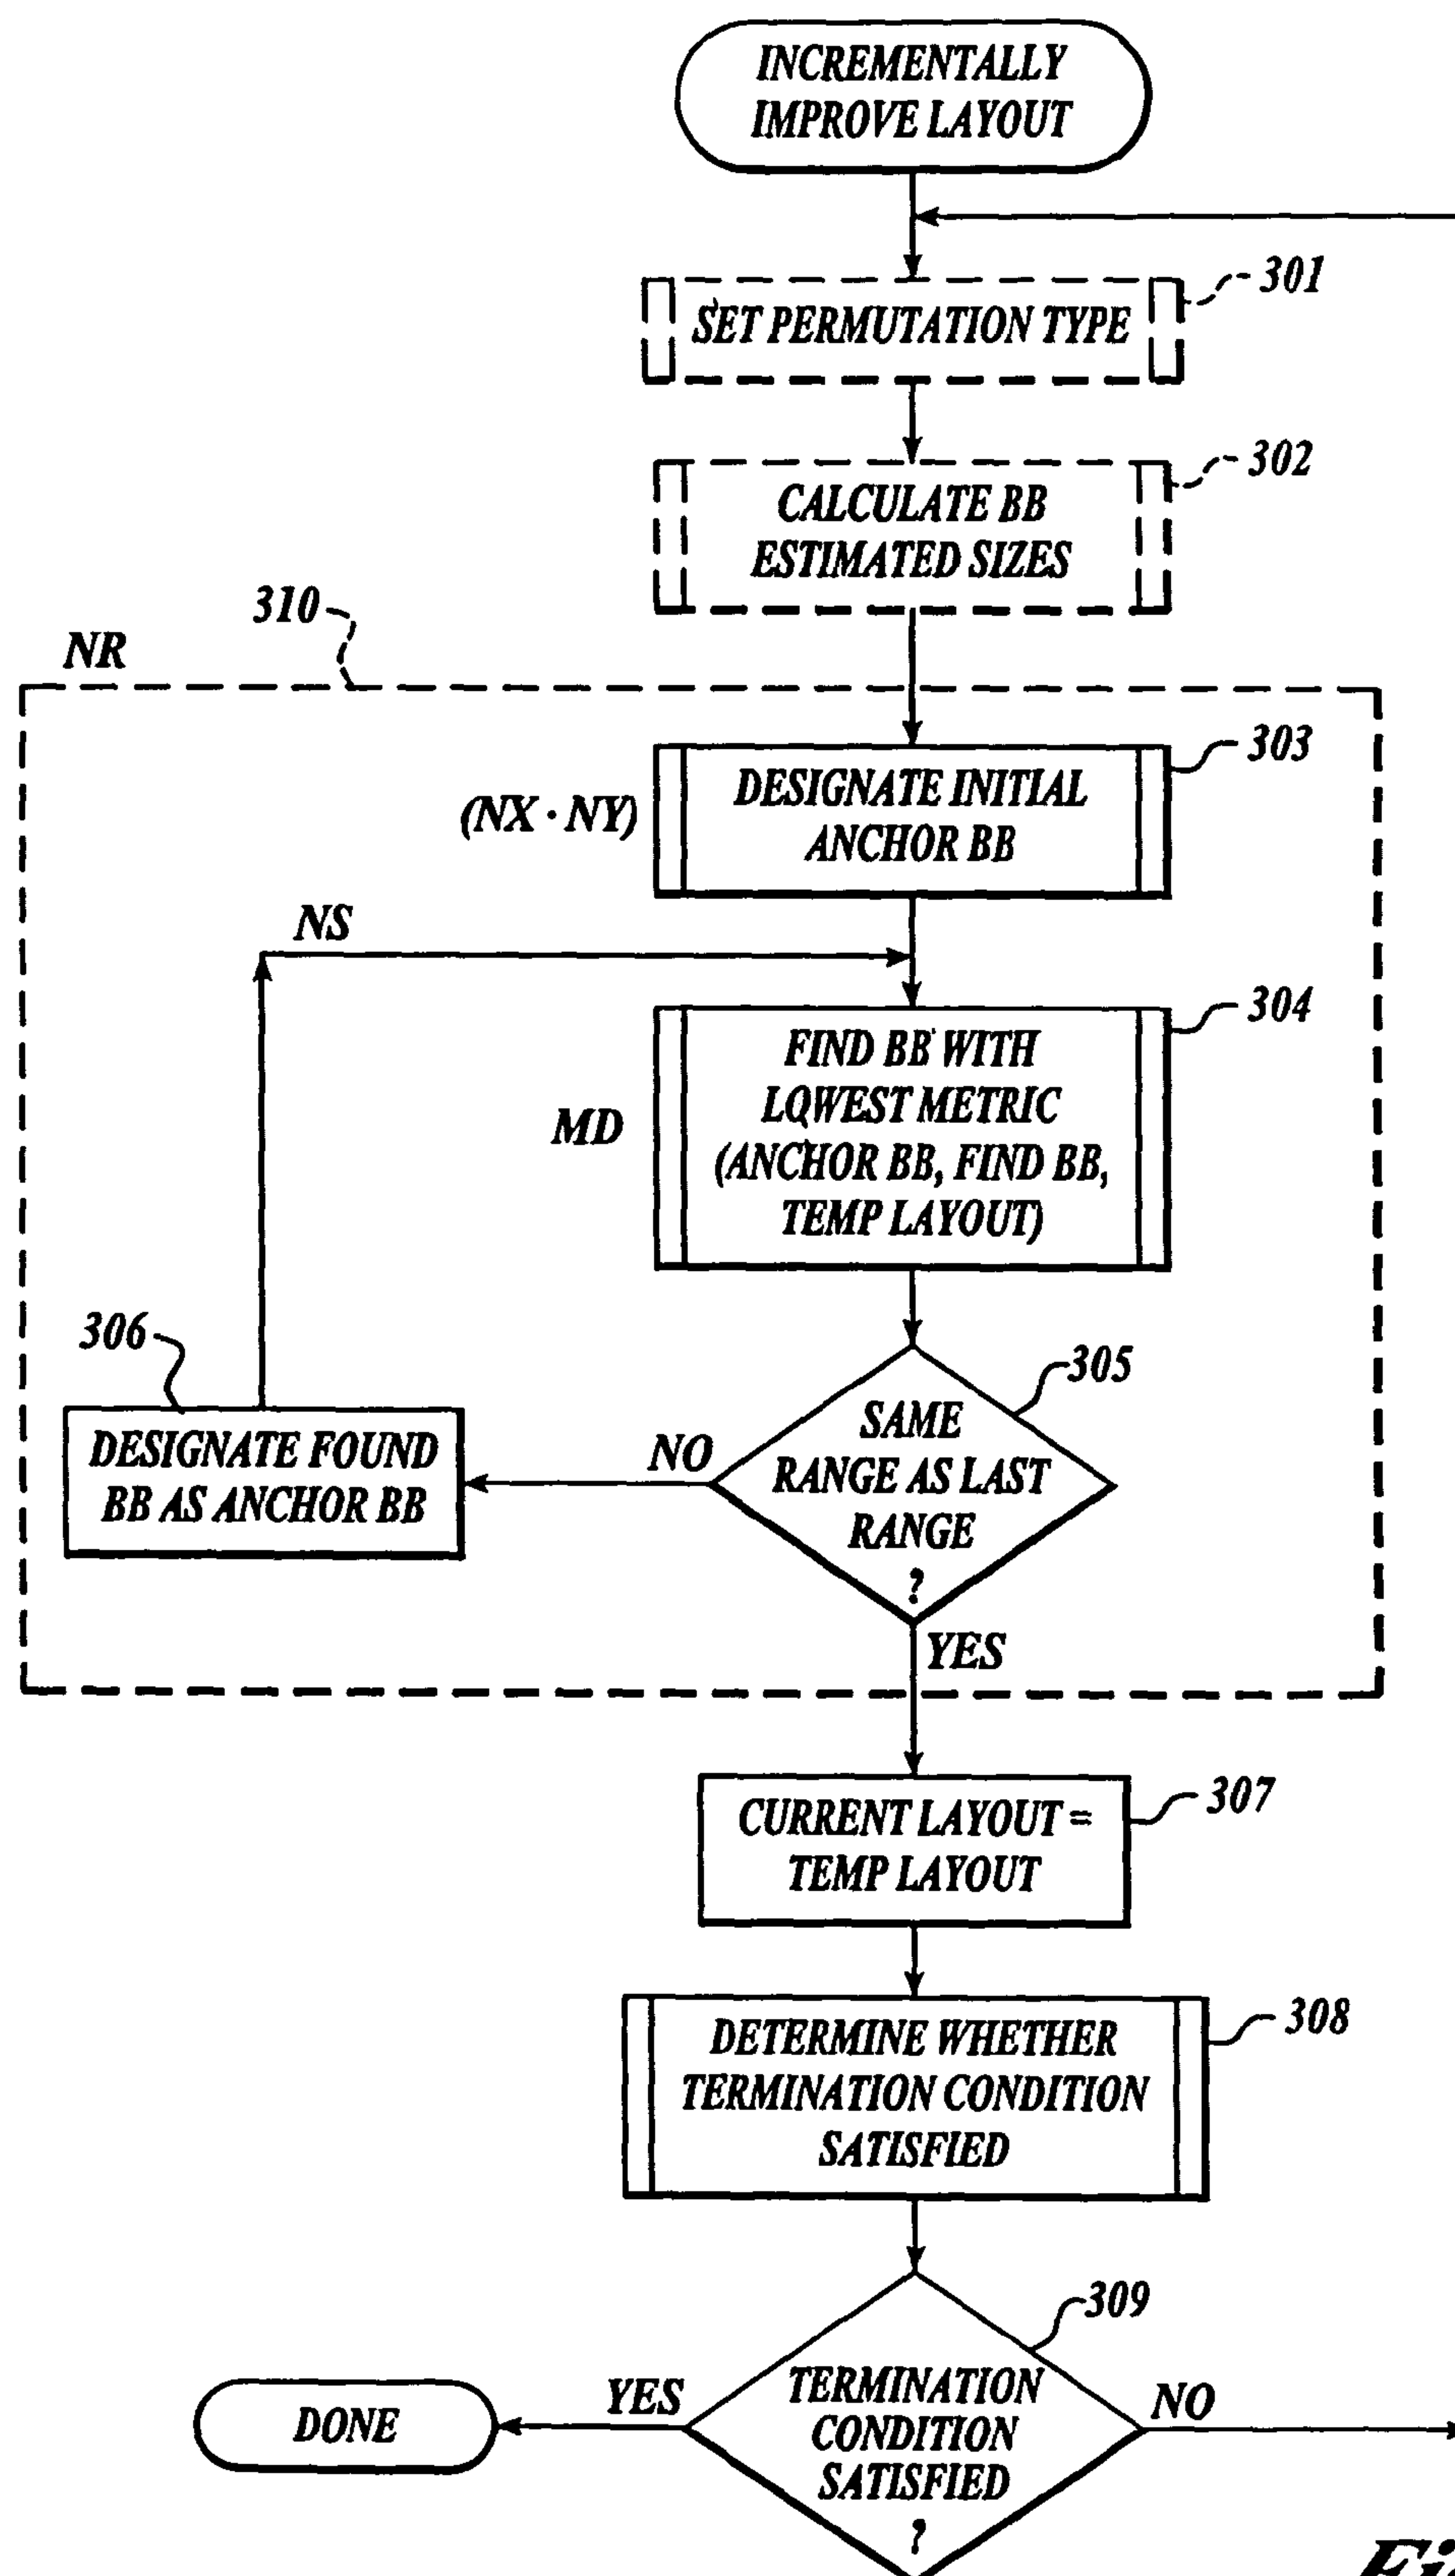 INCREMENTALLY
IMPROVE LAYOUT
301
SET PERMUTATION TYPE
302
CALCULATE BB
ESTIMATED SIZES
310
NR
303
DESIGNATE INITIAL
ANCHOR BB
(NX · NY)
NS
304
FIND BB WITH
LOWEST METRIC
(ANCHOR BB, FIND BB,
TEMP LAYOUT)
MD
305
SAME
RANGE AS LAST
RANGE
?
NO
306
DESIGNATE FOUND
BB AS ANCHOR BB
YES
307
CURRENT LAYOUT =
TEMP LAYOUT
308
DETERMINE WHETHER
TERMINATION CONDITION
SATISFIED
309
TERMINATION
CONDITION
SATISFIED
?
YES
NO
DONE